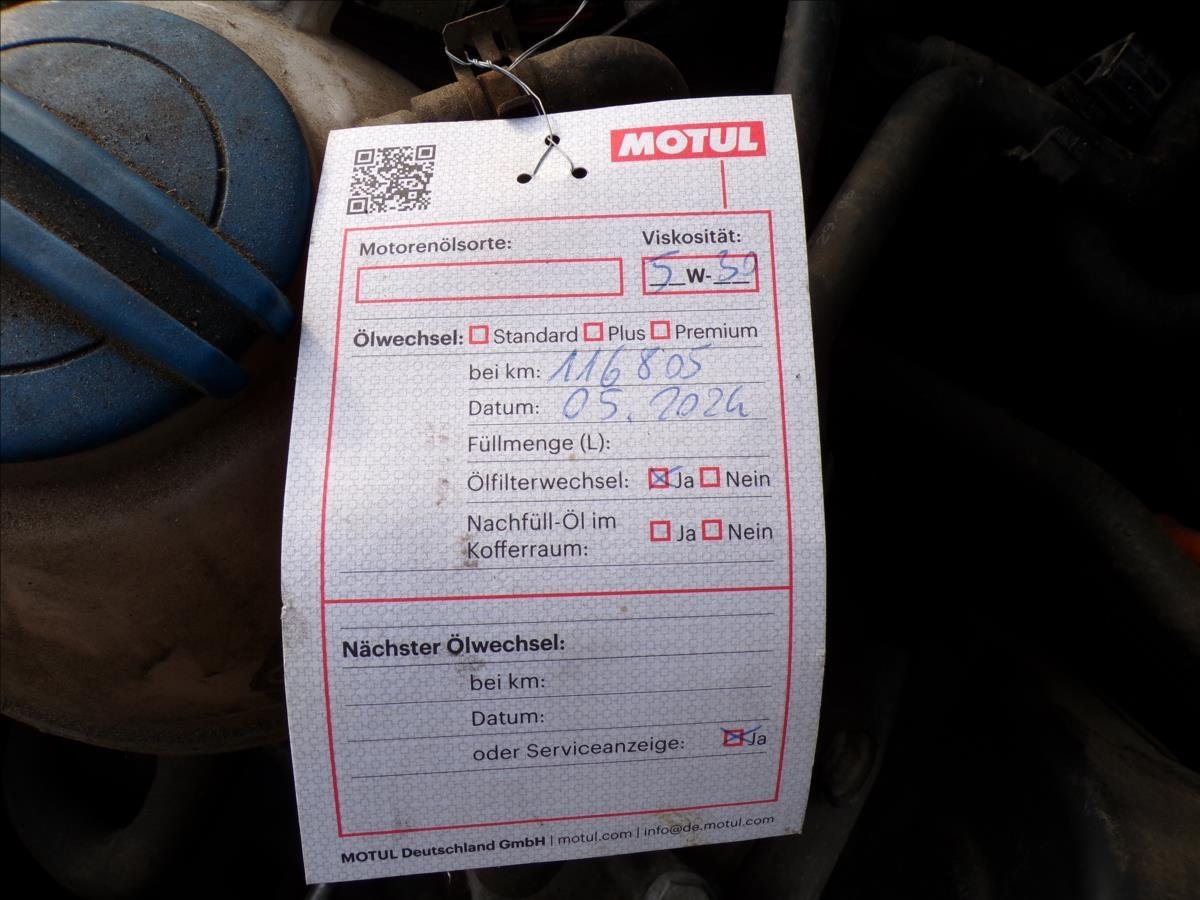 MOTUL
Motorenölsorte: Viskosität:
5 W-30
Ölwechsel: Standard Plus Premium
bei km: 116805
Datum: 05.2024
Füllmenge (L):
Ölfilterwechsel: Ja Nein
Nachfüll-Öl im
Kofferraum: Ja Nein
Nächster Ölwechsel:
bei km:
Datum:
oder Serviceanzeige: Ja
MOTUL Deutschland GmbH | motul.com | info@de.motul.com